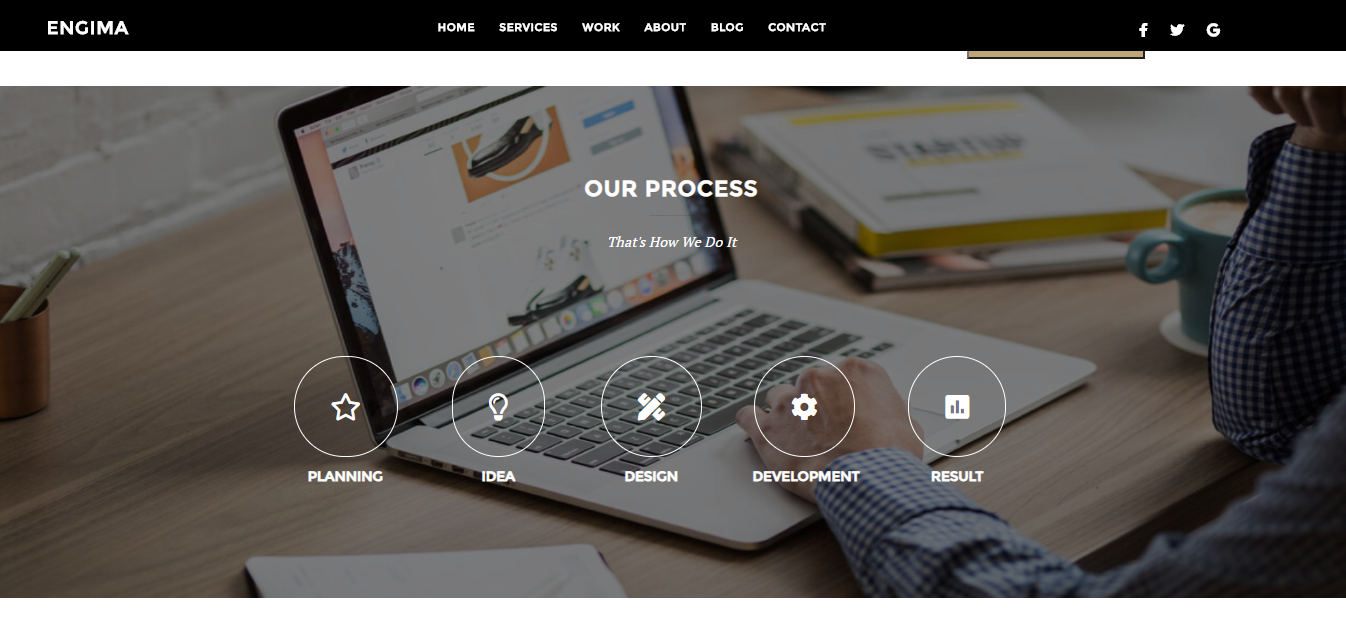 ENGIMA
HOME SERVICES WORK ABOUT BLOG CONTACT
STARTUP
OUR PROCESS
That's How We Do It
PLANNING IDEA DESIGN DEVELOPMENT RESULT